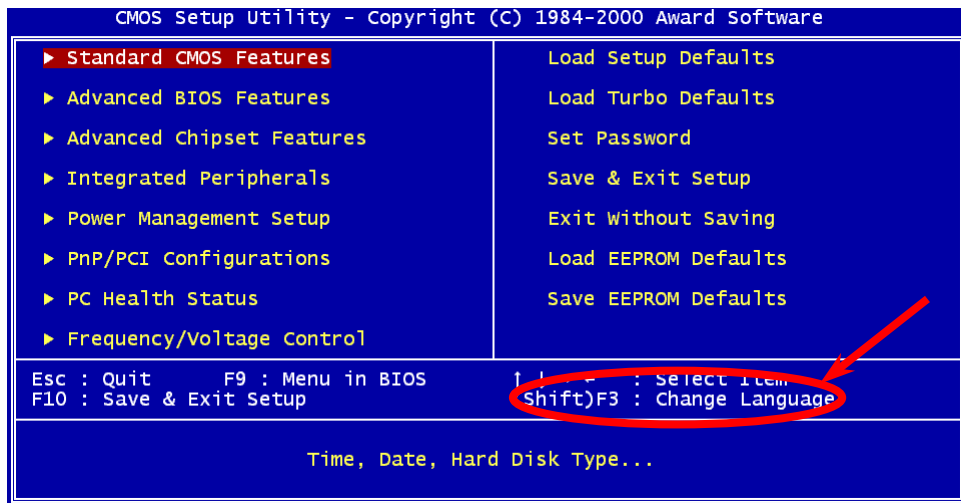 CMOS Setup Utility - Copyright (C) 1984-2000 Award Software
▶ Standard CMOS Features
▶ Advanced BIOS Features
▶ Advanced Chipset Features
▶ Integrated Peripherals
▶ Power Management Setup
▶ PnP/PCI Configurations
▶ PC Health Status
▶ Frequency/Voltage Control
Load Setup Defaults
Load Turbo Defaults
Set Password
Save & Exit Setup
Exit Without Saving
Load EEPROM Defaults
Save EEPROM Defaults
Esc : Quit F9 : Menu in BIOS ↑ ↓ → ← : Select Item
F10 : Save & Exit Setup Shift)F3 : Change Language
Time, Date, Hard Disk Type...